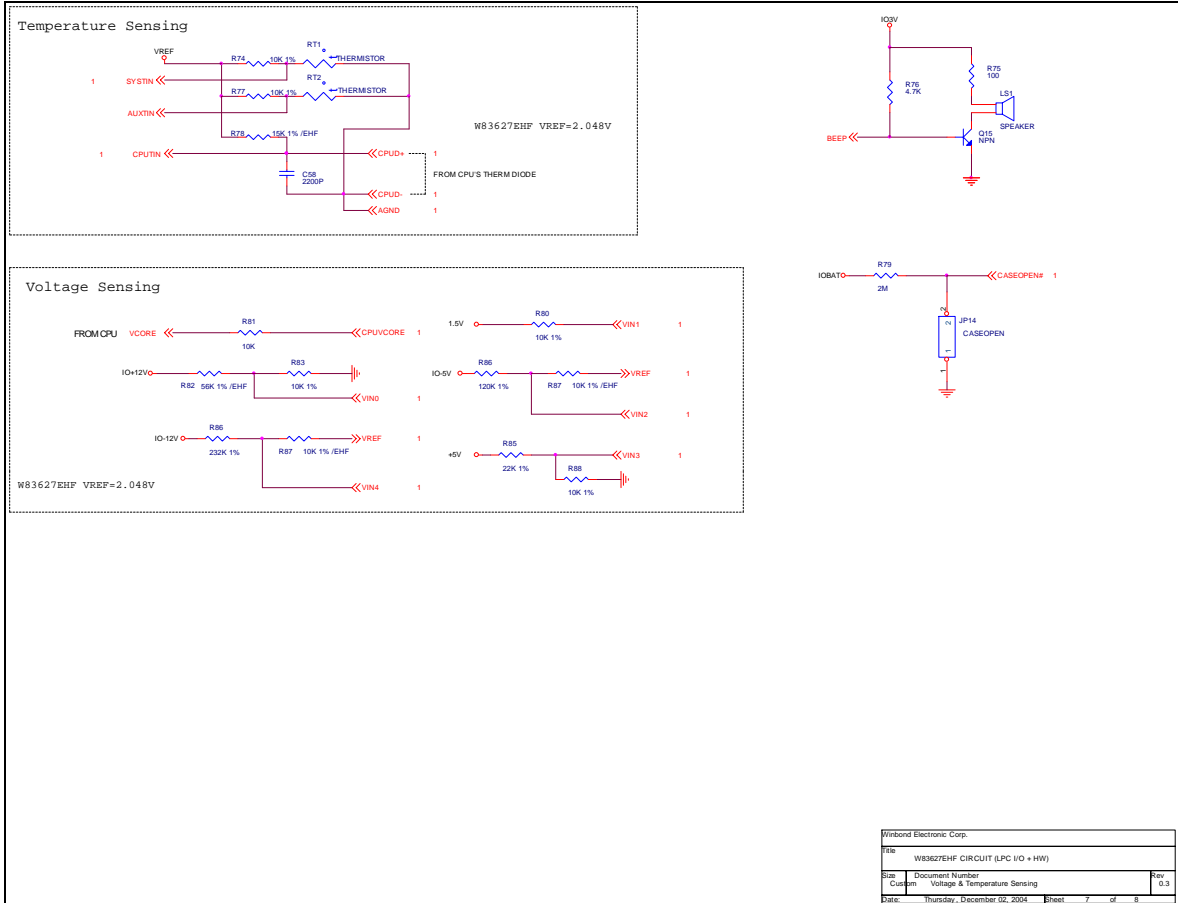 Temperature Sensing
VREF
R74
10K 1%
RT1
THERMISTOR
1
SYSTIN
R77
10K 1%
RT2
THERMISTOR
AUXTIN
R78
15K 1% /EHF
W83627EHF VREF=2.048V
1
CPUTIN
CPUD+
1
C58
2200P
FROM CPU'S THERM DIODE
CPUD-
1
AGND
1
IO3V
R75
100
R76
4.7K
LS1
SPEAKER
BEEP
Q15
NPN
IOBAT
R79
2M
CASEOPEN#
1
2
2
JP14
CASEOPEN
1
1
Voltage Sensing
FROM CPU
VCORE
R81
10K
CPUVCORE
1
1.5V
R80
10K 1%
VIN1
1
IO+12V
R82
56K 1% /EHF
R83
10K 1%
VIN0
1
IO-5V
R86
120K 1%
R87
10K 1% /EHF
VREF
1
VIN2
1
IO-12V
R86
232K 1%
R87
10K 1% /EHF
VREF
1
VIN4
1
+5V
R85
22K 1%
VIN3
1
R88
10K 1%
W83627EHF VREF=2.048V
Winbond Electronic Corp.
Title
W83627EHF CIRCUIT (LPC I/O + HW)
Size
Document Number
Rev
Custom
Voltage & Temperature Sensing
0.3
Date:
Thursday, December 02, 2004
Sheet
7
of
8